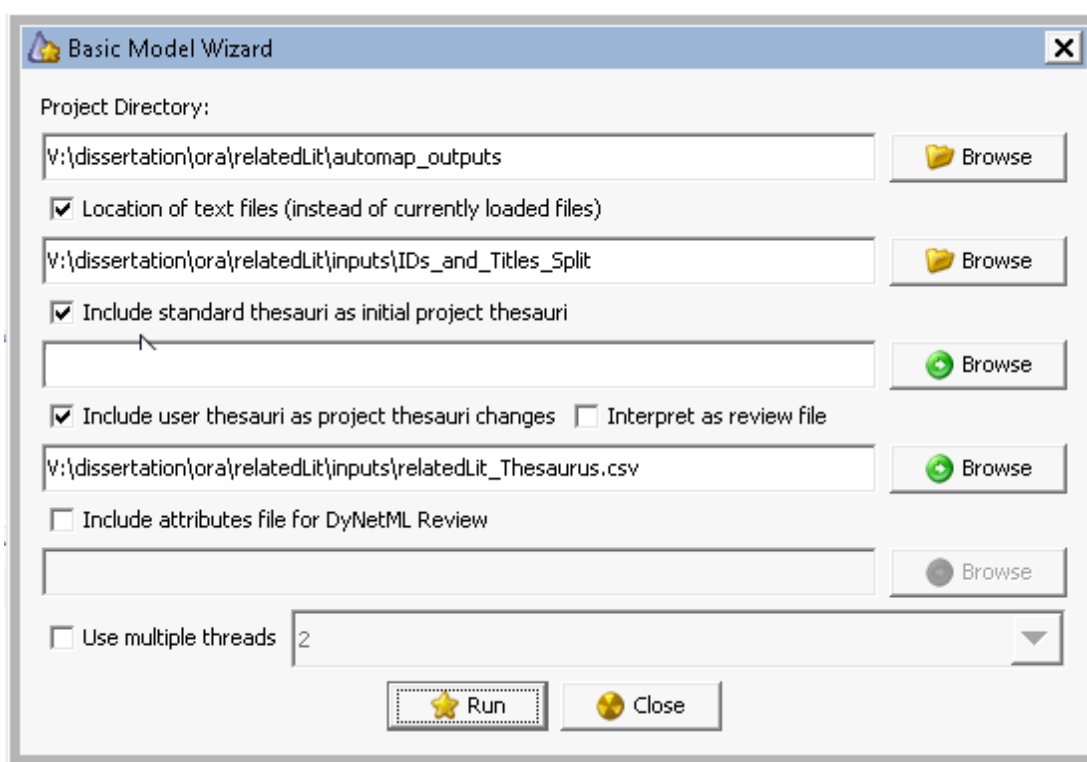 Basic Model Wizard
Project Directory:
V:\dissertation\ora\relatedLit\automap_outputs
Browse
Location of text files (instead of currently loaded files)
V:\dissertation\ora\relatedLit\inputs\IDs_and_Titles_Split
Browse
Include standard thesauri as initial project thesauri
Browse
Include user thesauri as project thesauri changes Interpret as review file
V:\dissertation\ora\relatedLit\inputs\relatedLit_Thesaurus.csv
Browse
Include attributes file for DyNetML Review
Browse
Use multiple threads 2
Run Close